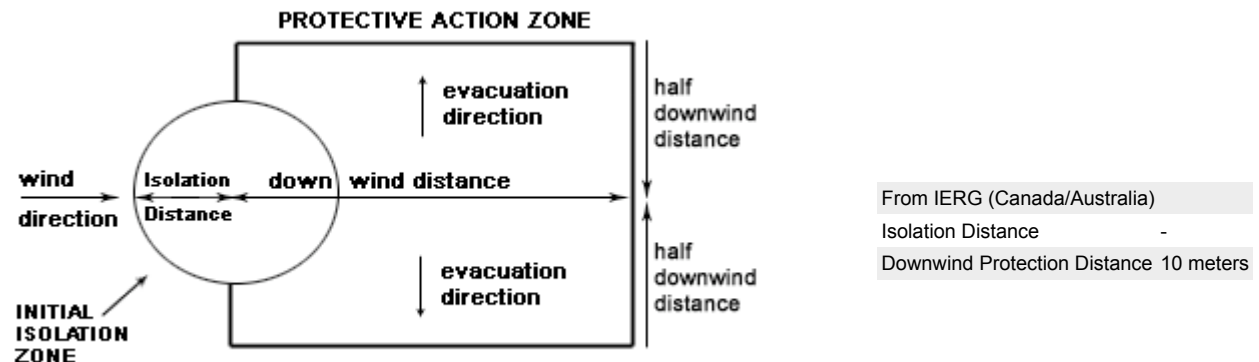 PROTECTIVE ACTION ZONE
evacuation
direction
half
downwind
distance
wind
direction
Isolation
Distance
down wind distance
evacuation
direction
half
downwind
distance
INITIAL
ISOLATION
ZONE
From IERG (Canada/Australia)
Isolation Distance -
Downwind Protection Distance 10 meters